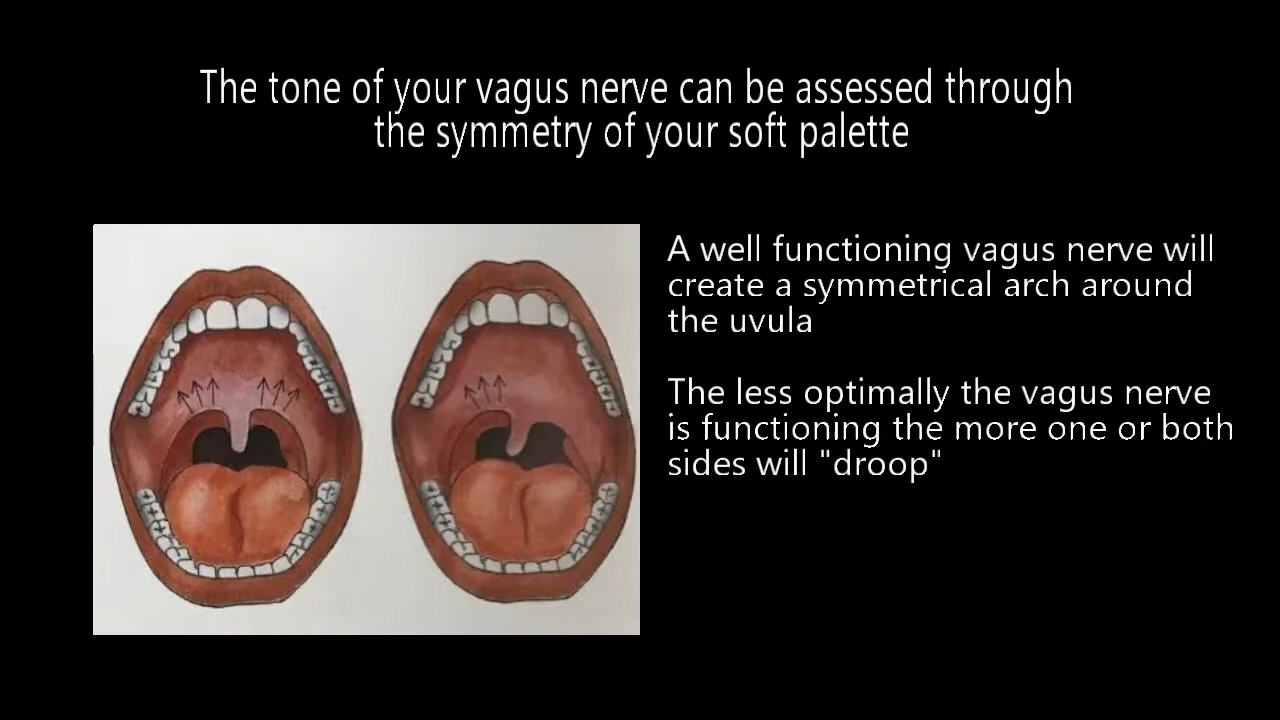 The tone of your vagus nerve can be assessed through
the symmetry of your soft palette
A well functioning vagus nerve will
create a symmetrical arch around
the uvula
The less optimally the vagus nerve
is functioning the more one or both
sides will "droop"